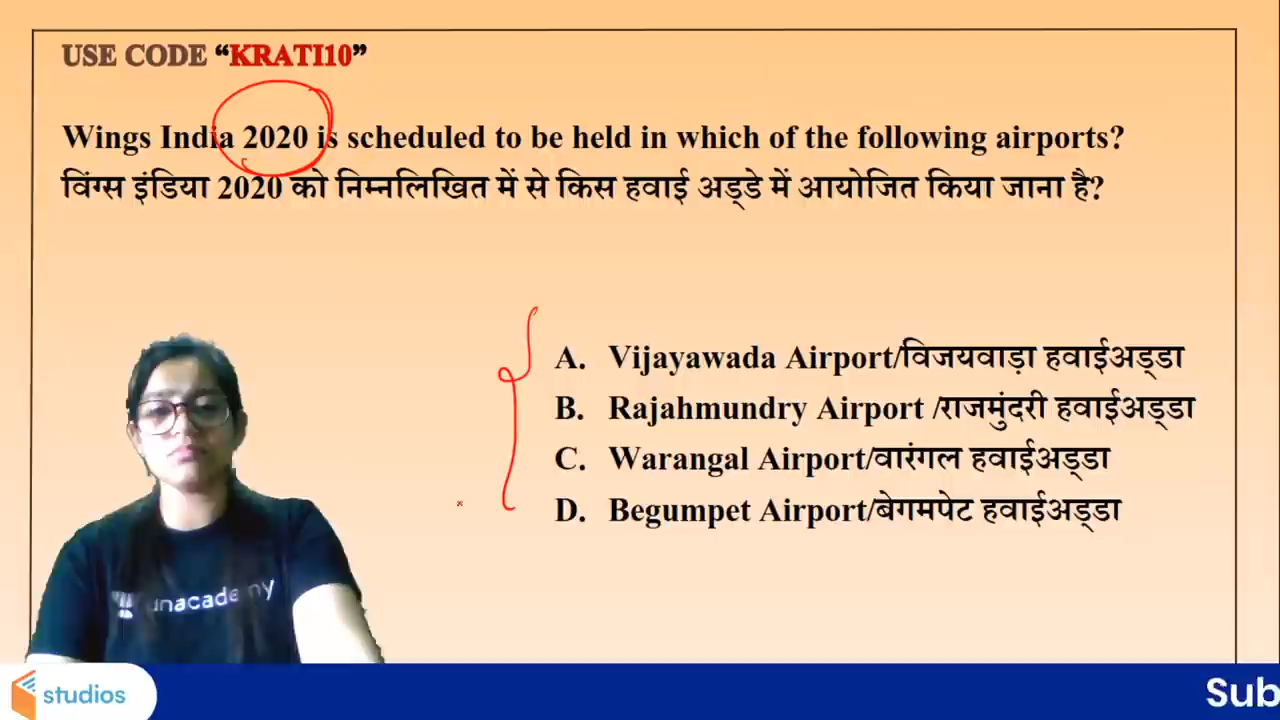 USE CODE “KRATI10”
Wings India 2020 is scheduled to be held in which of the following airports?
विंग्स इंडिया 2020 को निम्नलिखित में से किस हवाई अड्डे में आयोजित किया जाना है?
A. Vijayawada Airport/विजयवाड़ा हवाईअड्डा
B. Rajahmundry Airport /राजमुंदरी हवाईअड्डा
C. Warangal Airport/वारंगल हवाईअड्डा
D. Begumpet Airport/बेगमपेट हवाईअड्डा
unacademy
studios
Sub